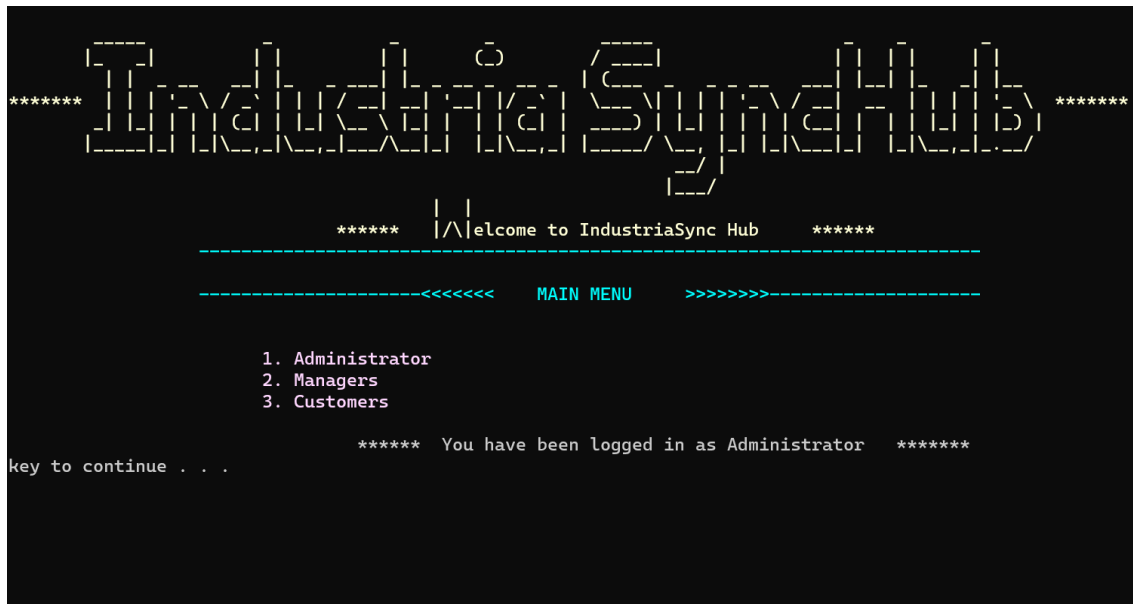 ******* IndustriaSyncHub *******
****** |/\|elcome to IndustriaSync Hub ******
--------------------------------------------------------------------------
---------------------<<<<<<< MAIN MENU >>>>>>>>--------------------
1. Administrator
2. Managers
3. Customers
****** You have been logged in as Administrator *******
key to continue . . .